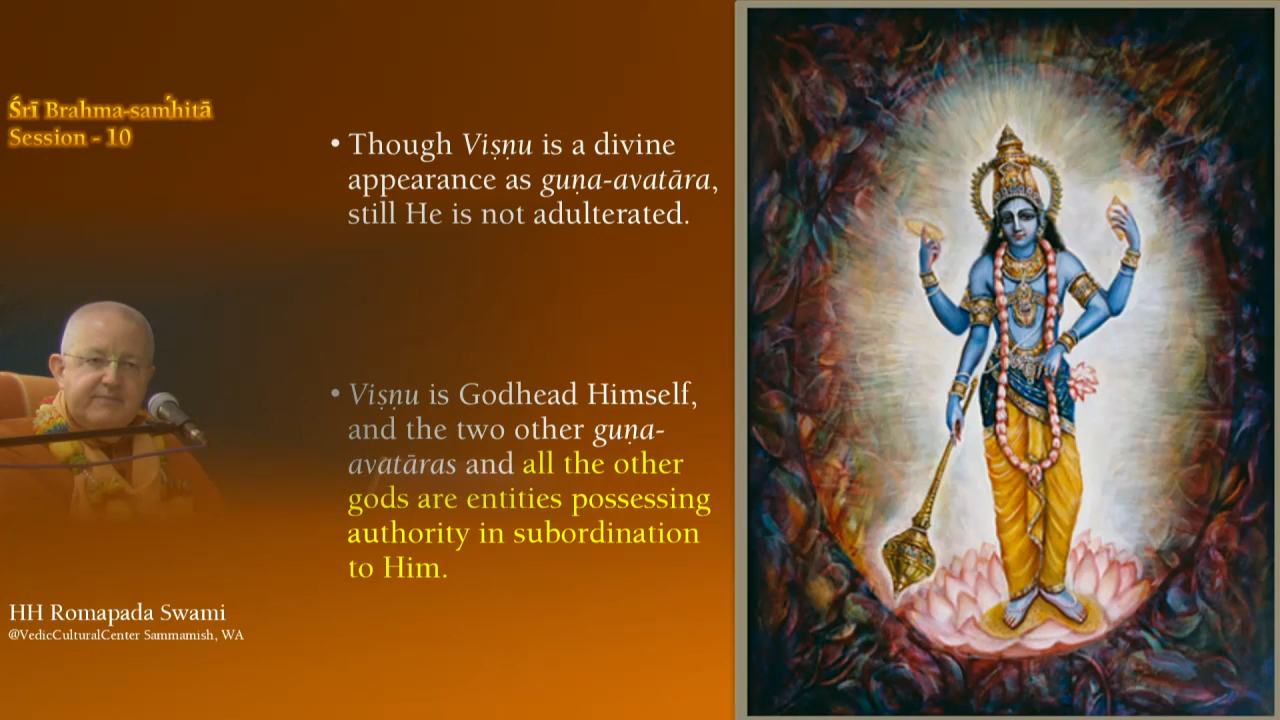 Śrī Brahma-saṁhitā
Session - 10
• Though Viṣṇu is a divine
appearance as guṇa-avatāra,
still He is not adulterated.
• Viṣṇu is Godhead Himself,
and the two other guṇa-
avatāras and all the other
gods are entities possessing
authority in subordination
to Him.
HH Romapada Swami
@VedicCulturalCenter Sammamish, WA